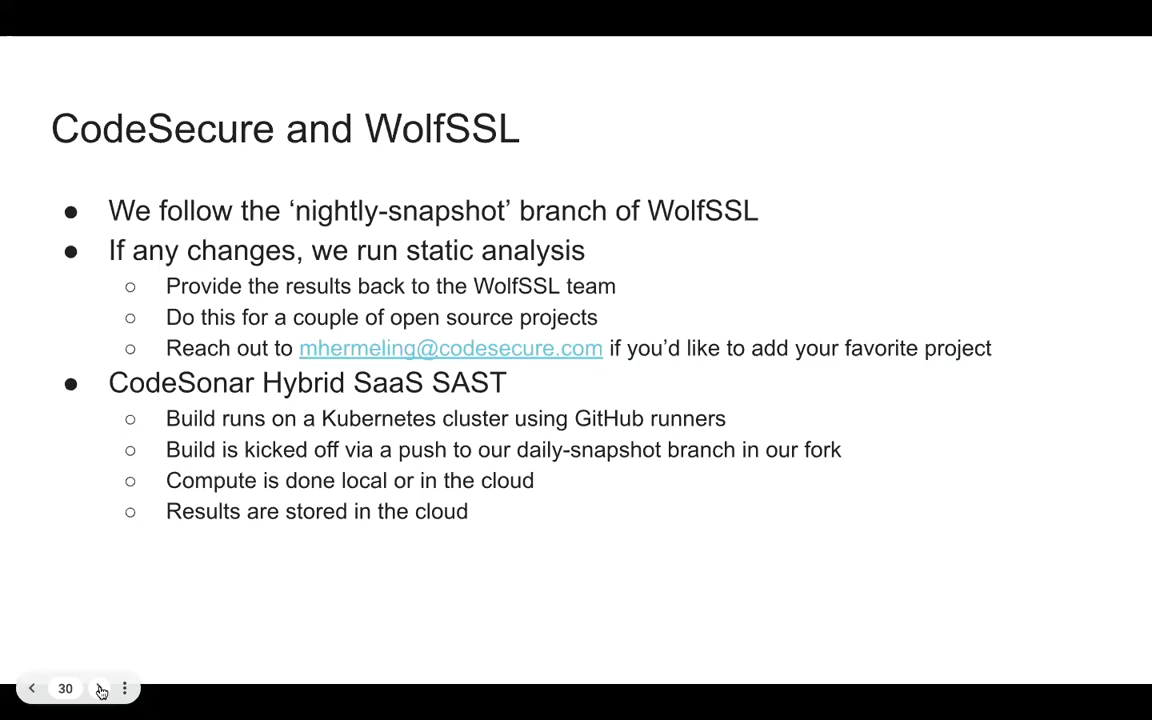 CodeSecure and WolfSSL
● We follow the ‘nightly-snapshot’ branch of WolfSSL
● If any changes, we run static analysis
○ Provide the results back to the WolfSSL team
○ Do this for a couple of open source projects
○ Reach out to mhermeling@codesecure.com if you’d like to add your favorite project
● CodeSonar Hybrid SaaS SAST
○ Build runs on a Kubernetes cluster using GitHub runners
○ Build is kicked off via a push to our daily-snapshot branch in our fork
○ Compute is done local or in the cloud
○ Results are stored in the cloud
30